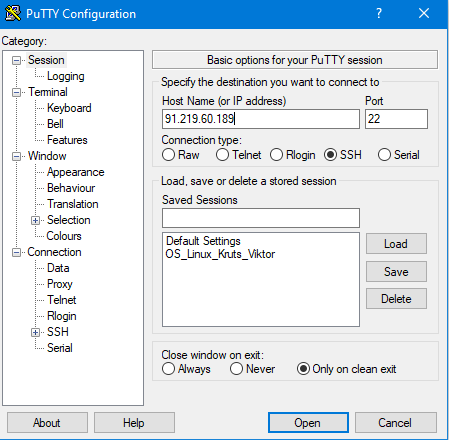 PuTTY Configuration
? ×
Category:
Session
Logging
Terminal
Keyboard
Bell
Features
Window
Appearance
Behaviour
Translation
Selection
Colours
Connection
Data
Proxy
Telnet
Rlogin
SSH
Serial
Basic options for your PuTTY session
Specify the destination you want to connect to
Host Name (or IP address) Port
91.219.60.189 22
Connection type:
Raw Telnet Rlogin SSH Serial
Load, save or delete a stored session
Saved Sessions
Default Settings
OS_Linux_Kruts_Viktor
Load
Save
Delete
Close window on exit:
Always Never Only on clean exit
About Help Open Cancel